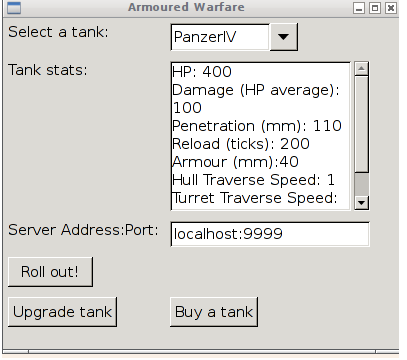 Armoured Warfare
Select a tank:
PanzerIV
Tank stats:
HP: 400
Damage (HP average):
100
Penetration (mm): 110
Reload (ticks): 200
Armour (mm):40
Hull Traverse Speed: 1
Turret Traverse Speed:
Server Address:Port:
localhost:9999
Roll out!
Upgrade tank
Buy a tank